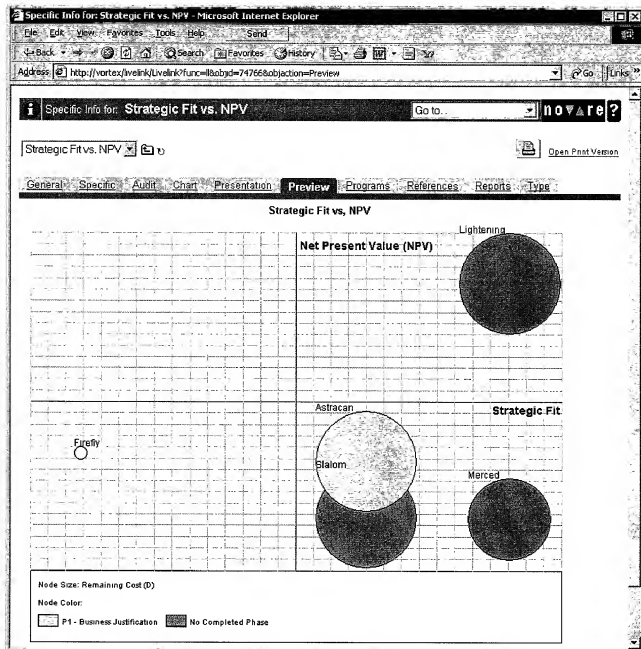 Specific Info for: Strategic Fit vs. NPV - Microsoft Internet Explorer
File Edit View Favorites Tools Help Send
Back Search Favorites History
Address http://vortex/livelink/Livelink?func=ll&objid=74766&objaction=Preview Go Links »
i Specific Info for: Strategic Fit vs. NPV Go to.. novare ?
Strategic Fit vs. NPV Open Print Version
General Specific Audit Chart Presentation Preview Programs References Reports Type
Strategic Fit vs, NPV
Lightening
Net Present Value (NPV)
Astracan
Strategic Fit
Firefly
Slalom
Merced
Node Size: Remaining Cost (D)
Node Color:
P1 - Business Justification No Completed Phase